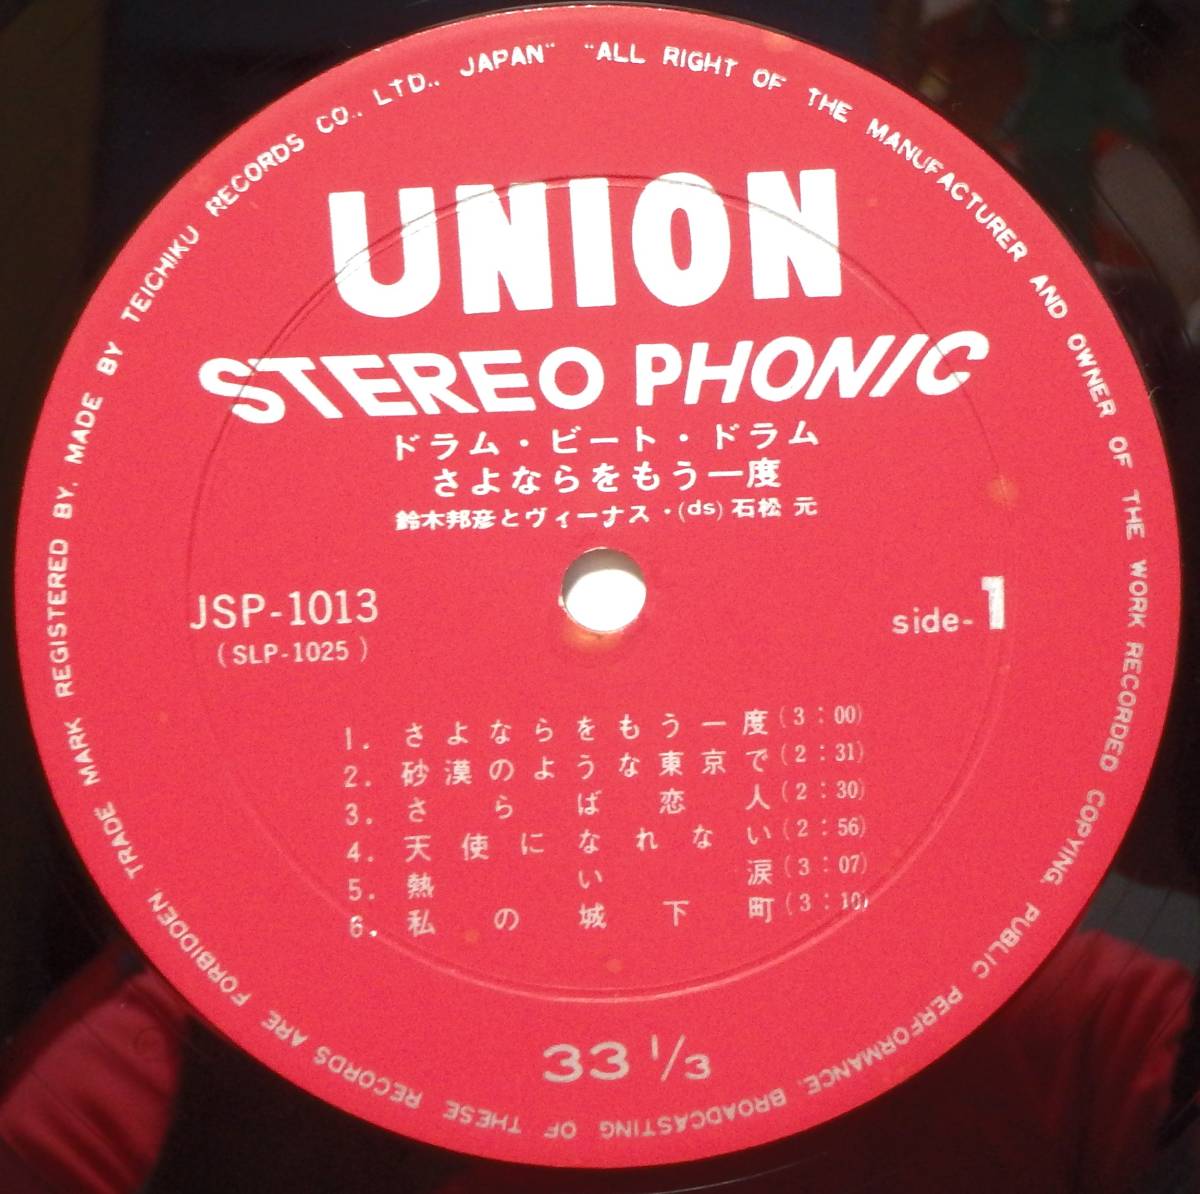 UNION
STEREO PHONIC
ドラム・ビート・ドラム
さよならをもう一度
鈴木邦彦とヴィーナス・(ds)石松 元
JSP-1013
(SLP-1025)
side-1
1. さよならをもう一度(3:00)
2. 砂漠のような東京で(2:31)
3. さらば恋人(2:30)
4. 天使になれない(2:56)
5. 熱い涙(3:07)
6. 私の城下町(3:10)
33 1/3
"ALL RIGHT OF THE MANUFACTURER AND OWNER OF THE WORK RECORDED COPYING, PUBLIC PERFORMANCE, BROADCASTING OF THESE RECORDS ARE FORBIDDEN, TRADE MARK REGISTERED BY, MADE BY TEICHIKU RECORDS CO., LTD., JAPAN"